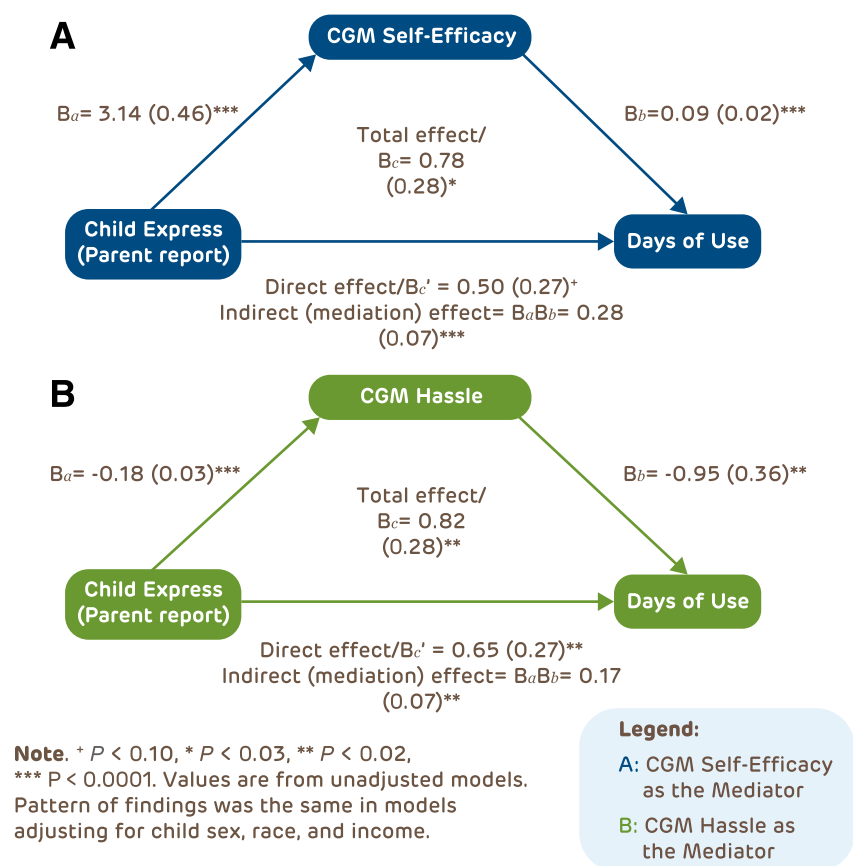 A
CGM Self-Efficacy
Ba= 3.14 (0.46)***
Bb=0.09 (0.02)***
Total effect/
Bc= 0.78
(0.28)*
Child Express
(Parent report)
Days of Use
Direct effect/Bc’ = 0.50 (0.27)⁺
Indirect (mediation) effect= BaBb= 0.28
(0.07)***
B
CGM Hassle
Ba= -0.18 (0.03)***
Bb= -0.95 (0.36)**
Total effect/
Bc= 0.82
(0.28)**
Child Express
(Parent report)
Days of Use
Direct effect/Bc’ = 0.65 (0.27)**
Indirect (mediation) effect= BaBb= 0.17
(0.07)**
Note. ⁺ P < 0.10, * P < 0.03, ** P < 0.02,
*** P < 0.0001. Values are from unadjusted models.
Pattern of findings was the same in models
adjusting for child sex, race, and income.
Legend:
A: CGM Self-Efficacy
as the Mediator
B: CGM Hassle as
the Mediator